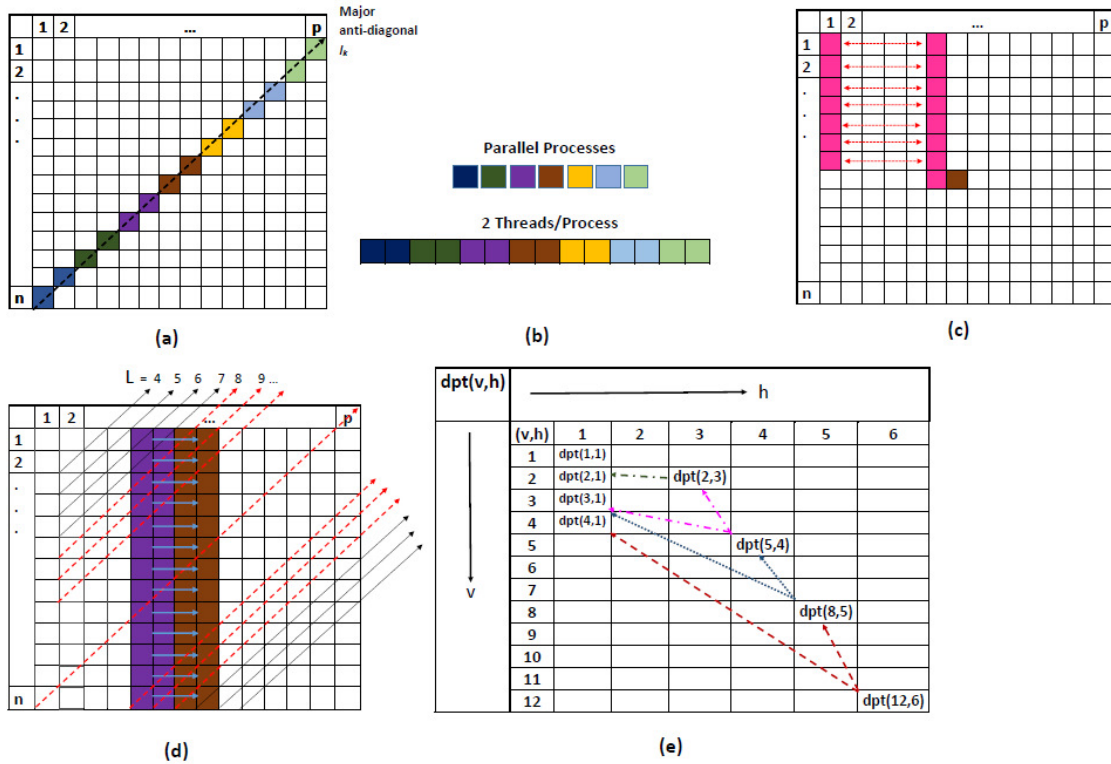 1 2 ... p
Major
anti-diagonal
lk
1
2
.
.
.
n
(a)
Parallel Processes
2 Threads/Process
(b)
1 2 ... p
1
2
.
.
.
n
(c)
L = 4 5 6 7 8 9 ...
1 2 ... p
1
2
.
.
.
n
(d)
dpt(v,h)
h
v
(v,h) 1 2 3 4 5 6
1 dpt(1,1)
2 dpt(2,1) dpt(2,3)
3 dpt(3,1)
4 dpt(4,1)
5 dpt(5,4)
6
7
8 dpt(8,5)
9
10
11
12 dpt(12,6)
(e)